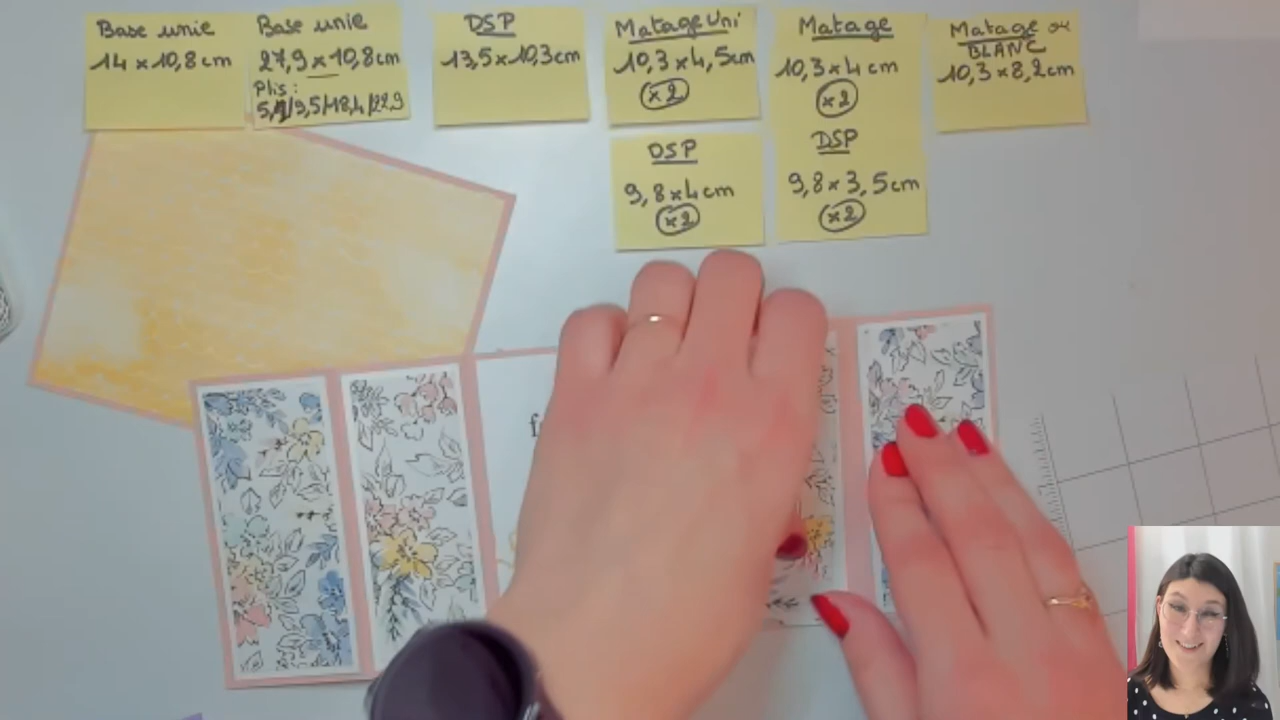 Base unie
14 x 10,8 cm
Base unie
27,9 x 10,8 cm
Plis :
DSP
13,5 x 10,3 cm
Matage Uni
10,3 x 4,5 cm
x2
DSP
9,8 x 4 cm
x2
Matage
10,3 x 4 cm
x2
DSP
9,8 x 3,5 cm
x2
Matage ou
BLANC
10,3 x 8,2 cm